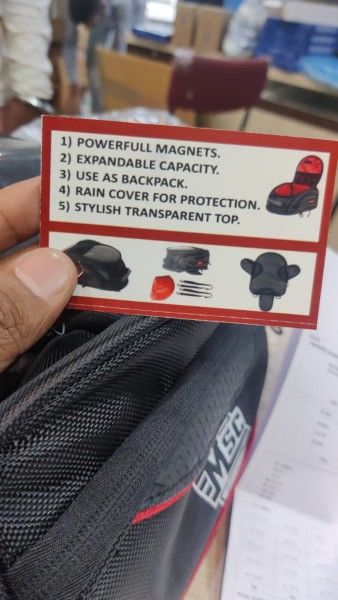 1) POWERFULL MAGNETS.
2) EXPANDABLE CAPACITY.
3) USE AS BACKPACK.
4) RAIN COVER FOR PROTECTION.
5) STYLISH TRANSPARENT TOP.